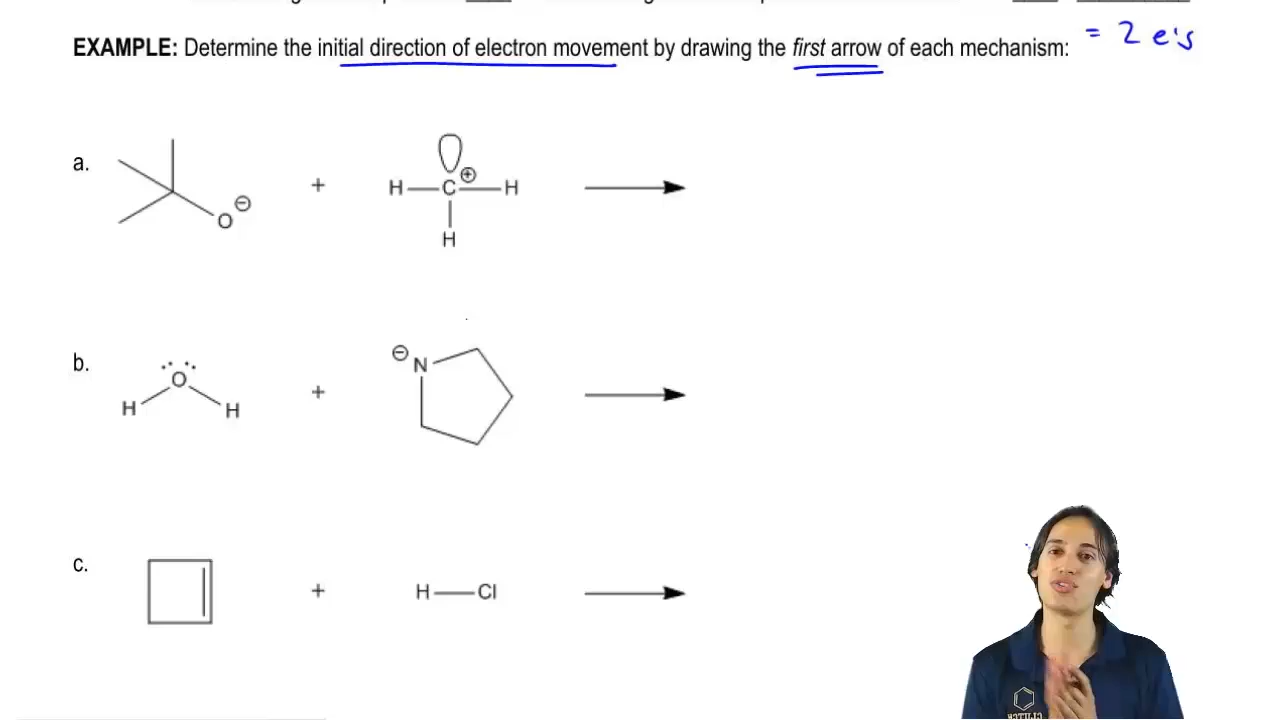 EXAMPLE: Determine the initial direction of electron movement by drawing the first arrow of each mechanism: = 2 e's
a.
O ⊖ + H C ⊕ H
H
b.
H O H + ⊖ N
c.
+ H Cl